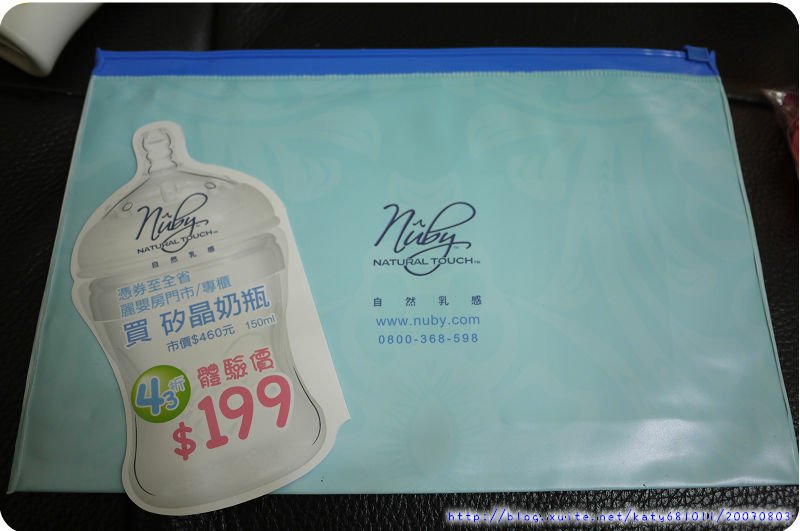 Nûby
NATURAL TOUCH™
自然乳感
憑券至全省
麗嬰房門市/專櫃
買 矽晶奶瓶
市價$460元 150ml
43折
體驗價
$199
Nûby
NATURAL TOUCH™
自然乳感
www.nuby.com
0800-368-598
http://blog.xuite.net/katy681011/20070803